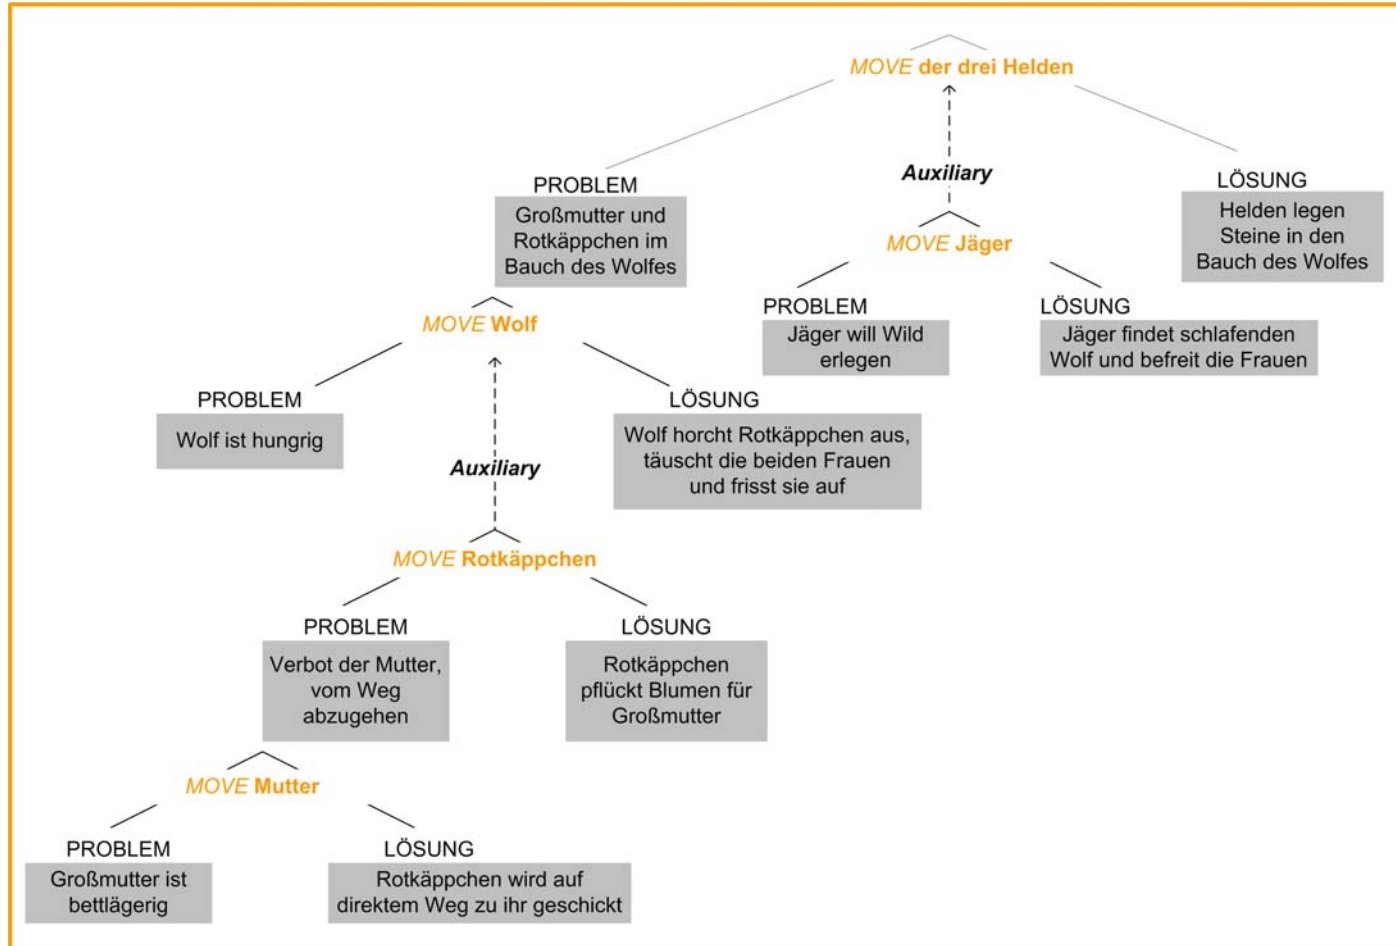 MOVE der drei Helden
Auxiliary
PROBLEM
Großmutter und
Rotkäppchen im
Bauch des Wolfes
LÖSUNG
Helden legen
Steine in den
Bauch des Wolfes
MOVE Jäger
PROBLEM
Jäger will Wild
erlegen
LÖSUNG
Jäger findet schlafenden
Wolf und befreit die Frauen
MOVE Wolf
PROBLEM
Wolf ist hungrig
LÖSUNG
Wolf horcht Rotkäppchen aus,
täuscht die beiden Frauen
und frisst sie auf
Auxiliary
MOVE Rotkäppchen
PROBLEM
Verbot der Mutter,
vom Weg
abzugehen
LÖSUNG
Rotkäppchen
pflückt Blumen für
Großmutter
MOVE Mutter
PROBLEM
Großmutter ist
bettlägerig
LÖSUNG
Rotkäppchen wird auf
direktem Weg zu ihr geschickt